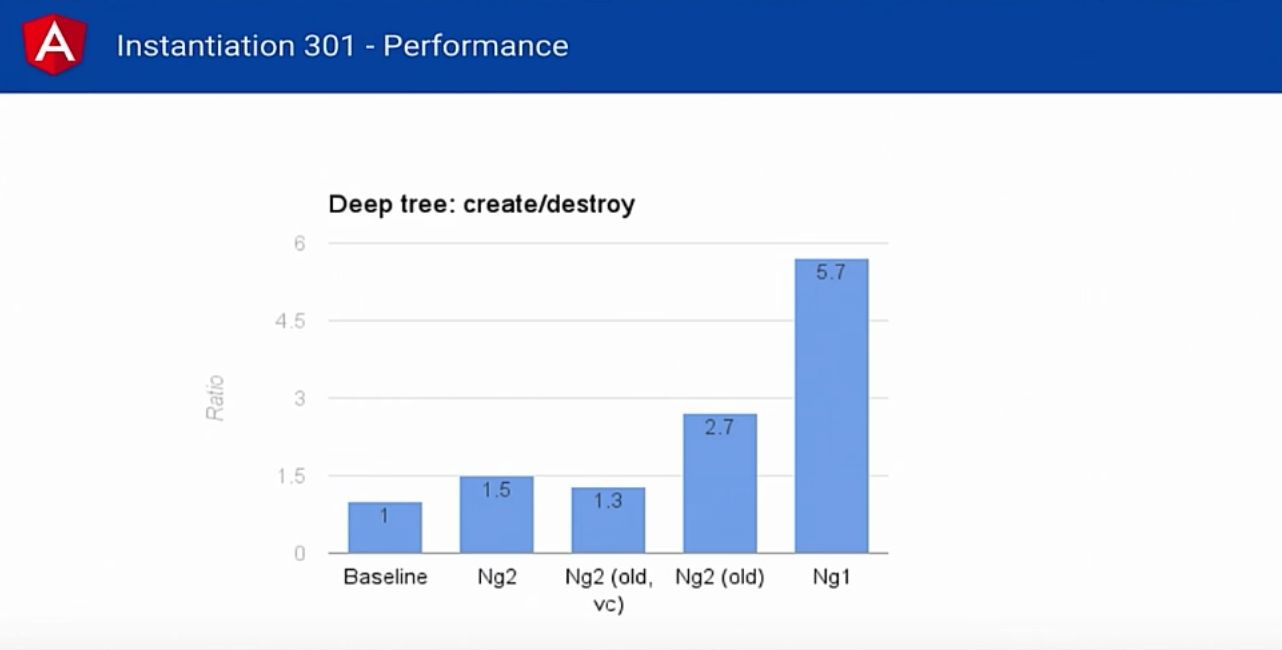 A
Instantiation 301 - Performance
Deep tree: create/destroy
6
4.5
3
1.5
0
Ratio
1
1.5
1.3
2.7
5.7
Baseline
Ng2
Ng2 (old,
vc)
Ng2 (old)
Ng1